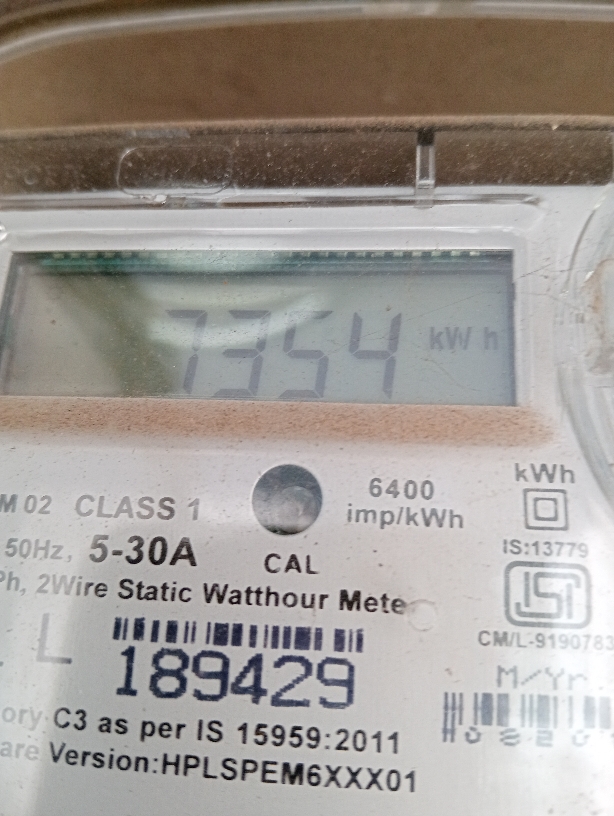 7354 kWh
6400
imp/kWh
kWh
M 02 CLASS 1
50Hz, 5-30A
CAL
IS:13779
Ph, 2Wire Static Watthour Mete
ISI
CM/L-9190783
L
189429
M/Yr
ory C3 as per IS 15959:2011
are Version:HPLSPEM6XXX01